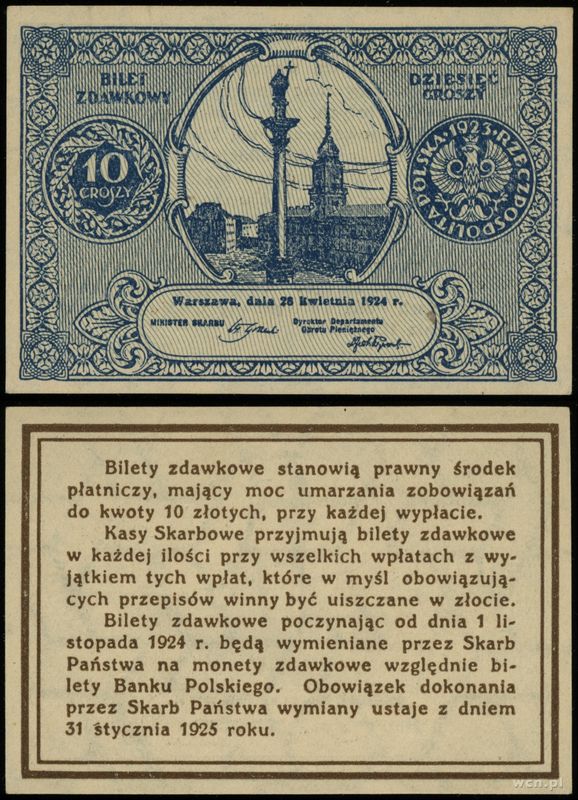 BILET
ZDAWKOWY
DZIESIĘĆ
GROSZY
10
GROSZY
POLSKA·1923·RZECZPOSPOLITA
Warszawa, dnia 28 kwietnia 1924 r.
MINISTER SKARBU
Dyrektor Departamentu
Obrotu Pieniężnego
Bilety zdawkowe stanowią prawny środek
płatniczy, mający moc umarzania zobowiązań
do kwoty 10 złotych, przy każdej wypłacie.
Kasy Skarbowe przyjmują bilety zdawkowe
w każdej ilości przy wszelkich wpłatach z wy-
jątkiem tych wpłat, które w myśl obowiązują-
cych przepisów winny być uiszczane w złocie.
Bilety zdawkowe poczynając od dnia 1 li-
stopada 1924 r. będą wymieniane przez Skarb
Państwa na monety zdawkowe względnie bi-
lety Banku Polskiego. Obowiązek dokonania
przez Skarb Państwa wymiany ustaje z dniem
31 stycznia 1925 roku.
wcn.pl